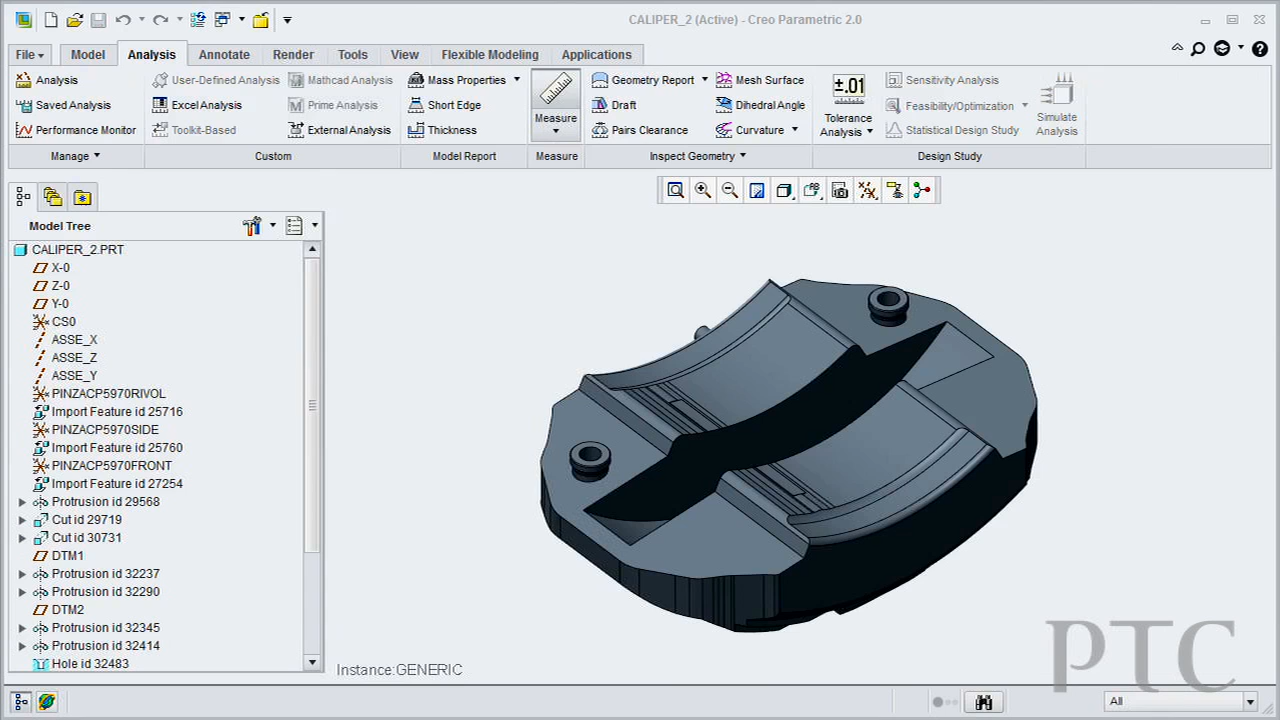 CALIPER_2 (Active) - Creo Parametric 2.0
File Model Analysis Annotate Render Tools View Flexible Modeling Applications
Analysis User-Defined Analysis Mathcad Analysis Mass Properties Geometry Report Mesh Surface Sensitivity Analysis
Saved Analysis Excel Analysis Prime Analysis Short Edge Draft Dihedral Angle Feasibility/Optimization
Performance Monitor Toolkit-Based External Analysis Thickness Pairs Clearance Curvature Statistical Design Study
Measure
±.01
Tolerance
Analysis
Simulate
Analysis
Manage Custom Model Report Measure Inspect Geometry Design Study
Model Tree
CALIPER_2.PRT
X-0
Z-0
Y-0
CS0
ASSE_X
ASSE_Z
ASSE_Y
PINZACP5970RIVOL
Import Feature id 25716
PINZACP5970SIDE
Import Feature id 25760
PINZACP5970FRONT
Import Feature id 27254
Protrusion id 29568
Cut id 29719
Cut id 30731
DTM1
Protrusion id 32237
Protrusion id 32290
DTM2
Protrusion id 32345
Protrusion id 32414
Hole id 32483
Instance:GENERIC
PTC
All